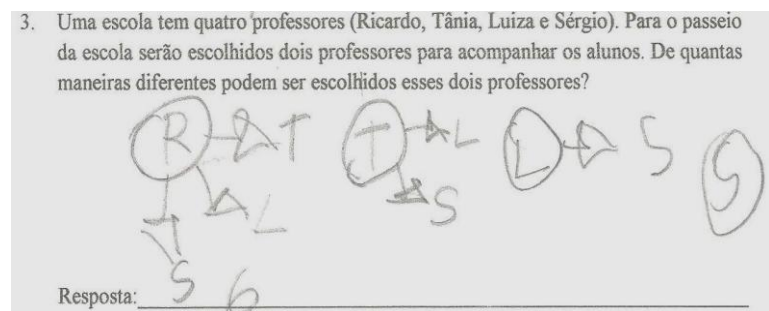 3. Uma escola tem quatro professores (Ricardo, Tânia, Luiza e Sérgio). Para o passeio
da escola serão escolhidos dois professores para acompanhar os alunos. De quantas
maneiras diferentes podem ser escolhidos esses dois professores?
R T T L L S S
L S
S
Resposta: 6